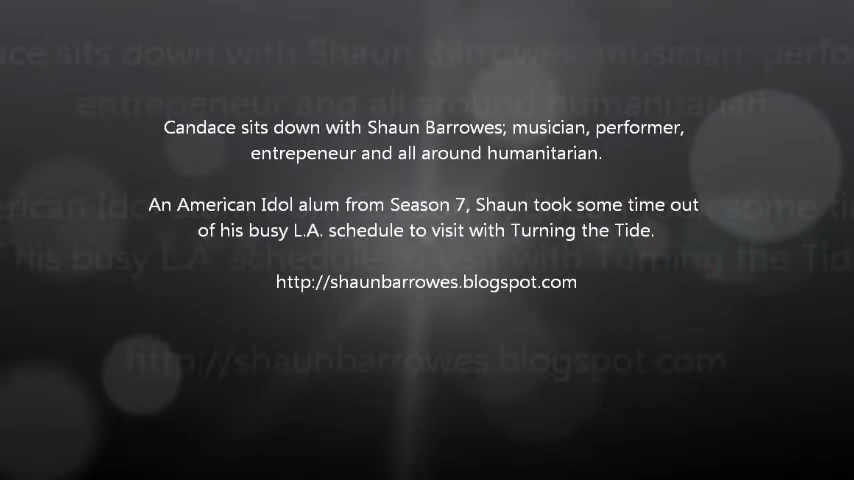 Candace sits down with Shaun Barrowes; musician, performer,
entrepeneur and all around humanitarian.
An American Idol alum from Season 7, Shaun took some time out
of his busy L.A. schedule to visit with Turning the Tide.
http://shaunbarrowes.blogspot.com